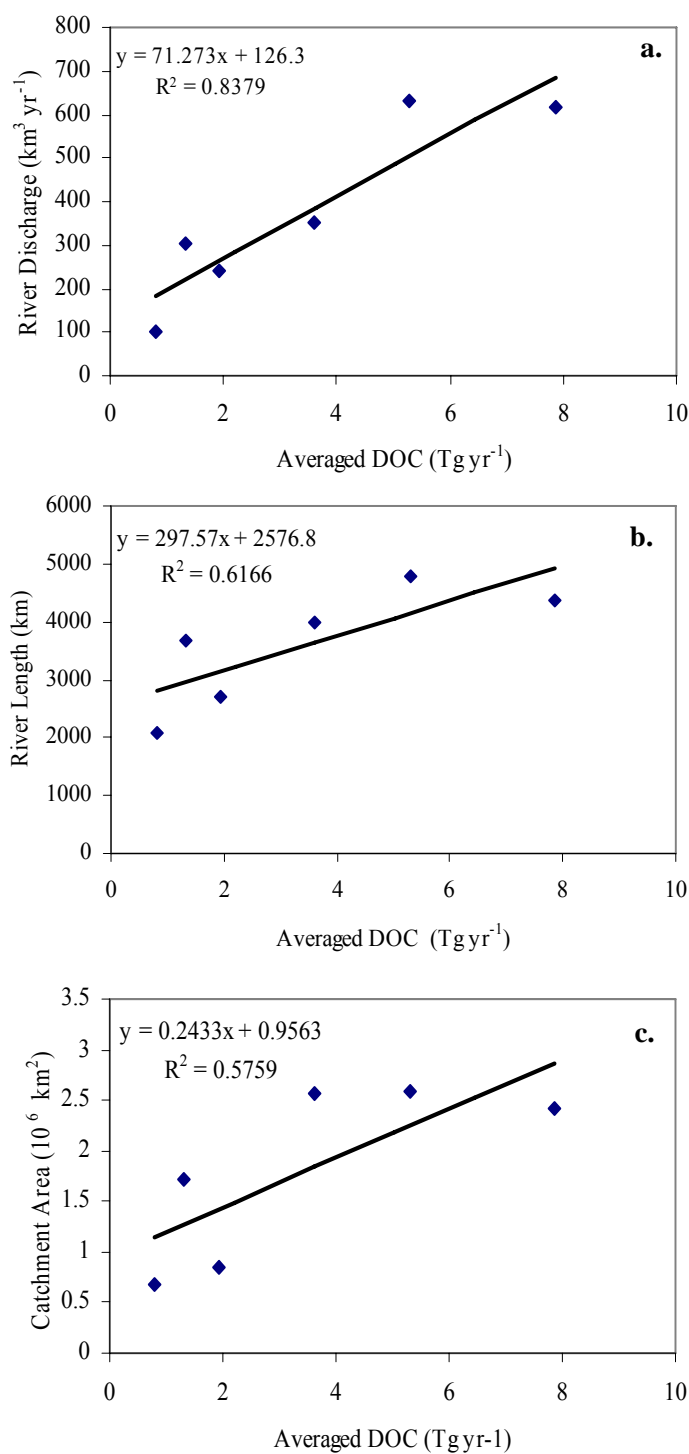 a.
y = 71.273x + 126.3
R² = 0.8379
800
700
600
500
400
300
200
100
0
River Discharge (km³ yr⁻¹)
0 2 4 6 8 10
Averaged DOC (Tg yr⁻¹)
b.
y = 297.57x + 2576.8
R² = 0.6166
6000
5000
4000
3000
2000
1000
0
River Length (km)
0 2 4 6 8 10
Averaged DOC (Tg yr⁻¹)
c.
y = 0.2433x + 0.9563
R² = 0.5759
3.5
3
2.5
2
1.5
1
0.5
0
Catchment Area (10⁻⁶ km²)
0 2 4 6 8 10
Averaged DOC (Tg yr-1)